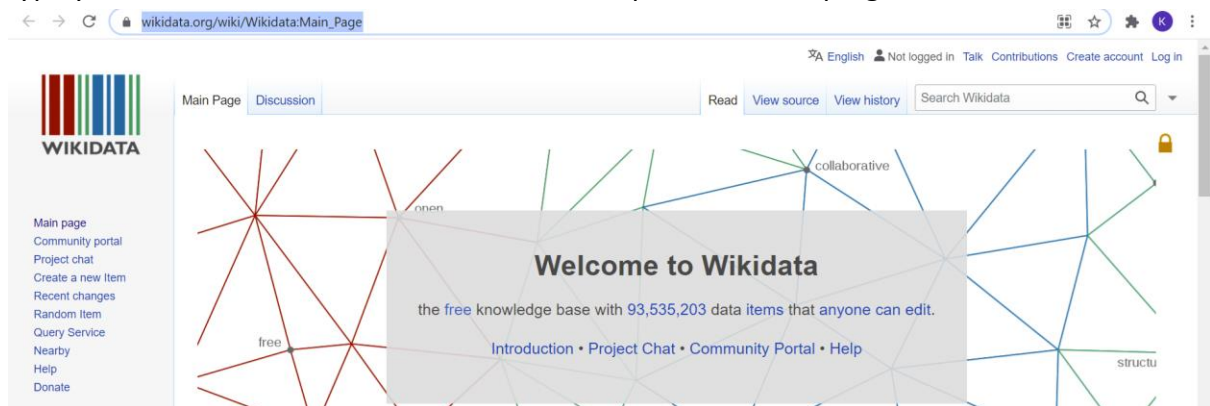 wikidata.org/wiki/Wikidata:Main_Page
K
English Not logged in Talk Contributions Create account Log in
Main Page Discussion Read View source View history Search Wikidata
WIKIDATA
collaborative
open
Main page
Community portal
Project chat
Create a new Item
Recent changes
Random Item
Query Service
Nearby
Help
Donate
Welcome to Wikidata
the free knowledge base with 93,535,203 data items that anyone can edit.
Introduction • Project Chat • Community Portal • Help
free
structu